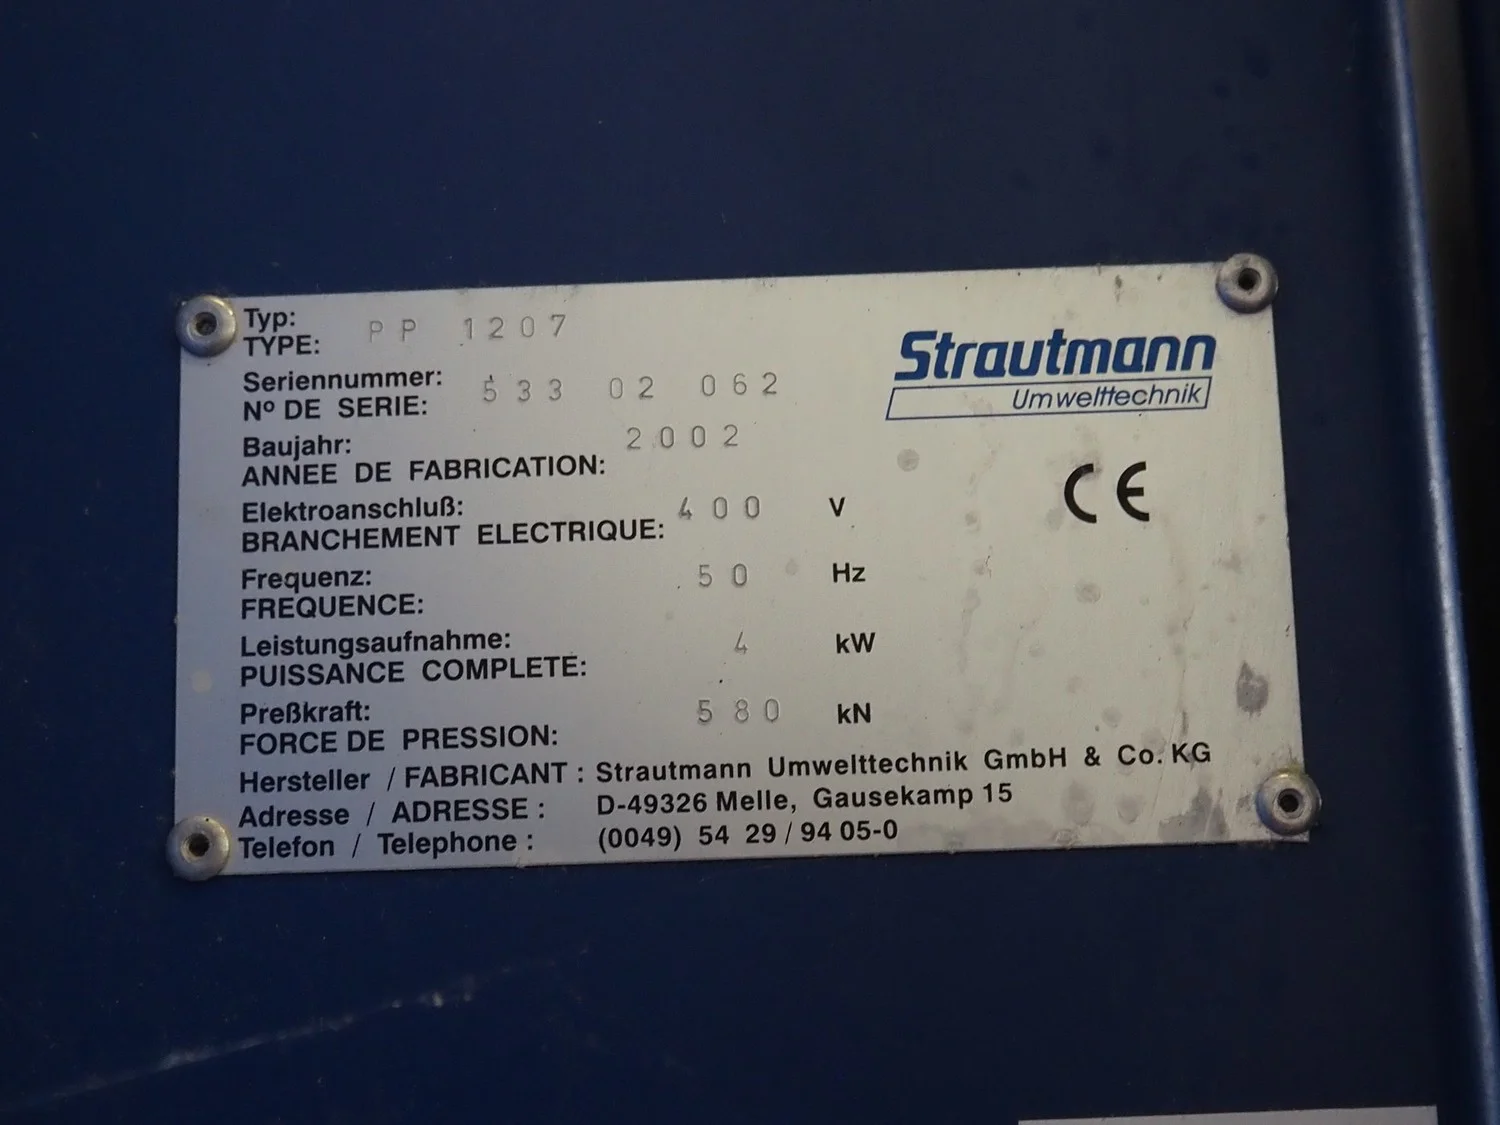 Typ: PP 1207
TYPE:
Strautmann
Umwelttechnik
Seriennummer: 533 02 062
Nº DE SERIE:
Baujahr: 2002
ANNEE DE FABRICATION:
CE
Elektroanschluß: 400 V
BRANCHEMENT ELECTRIQUE:
Frequenz: 50 Hz
FREQUENCE:
Leistungsaufnahme: 4 kW
PUISSANCE COMPLETE:
Preßkraft: 580 kN
FORCE DE PRESSION:
Hersteller / FABRICANT : Strautmann Umwelttechnik GmbH & Co. KG
Adresse / ADRESSE : D-49326 Melle, Gausekamp 15
Telefon / Telephone : (0049) 54 29 / 94 05-0